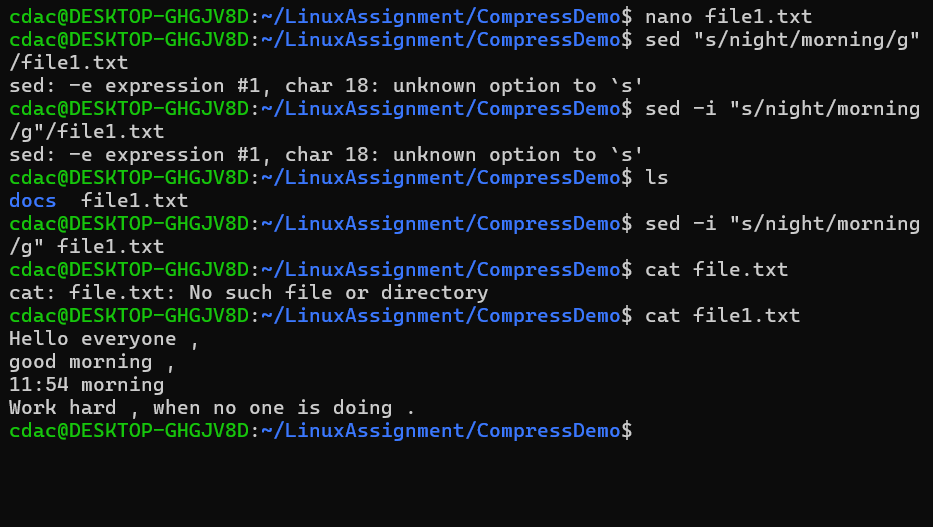 cdac@DESKTOP-GHGJV8D:~/LinuxAssignment/CompressDemo$ nano file1.txt
cdac@DESKTOP-GHGJV8D:~/LinuxAssignment/CompressDemo$ sed "s/night/morning/g"
/file1.txt
sed: -e expression #1, char 18: unknown option to `s'
cdac@DESKTOP-GHGJV8D:~/LinuxAssignment/CompressDemo$ sed -i "s/night/morning
/g"/file1.txt
sed: -e expression #1, char 18: unknown option to `s'
cdac@DESKTOP-GHGJV8D:~/LinuxAssignment/CompressDemo$ ls
docs  file1.txt
cdac@DESKTOP-GHGJV8D:~/LinuxAssignment/CompressDemo$ sed -i "s/night/morning
/g" file1.txt
cdac@DESKTOP-GHGJV8D:~/LinuxAssignment/CompressDemo$ cat file.txt
cat: file.txt: No such file or directory
cdac@DESKTOP-GHGJV8D:~/LinuxAssignment/CompressDemo$ cat file1.txt
Hello everyone ,
good morning ,
11:54 morning
Work hard , when no one is doing .
cdac@DESKTOP-GHGJV8D:~/LinuxAssignment/CompressDemo$